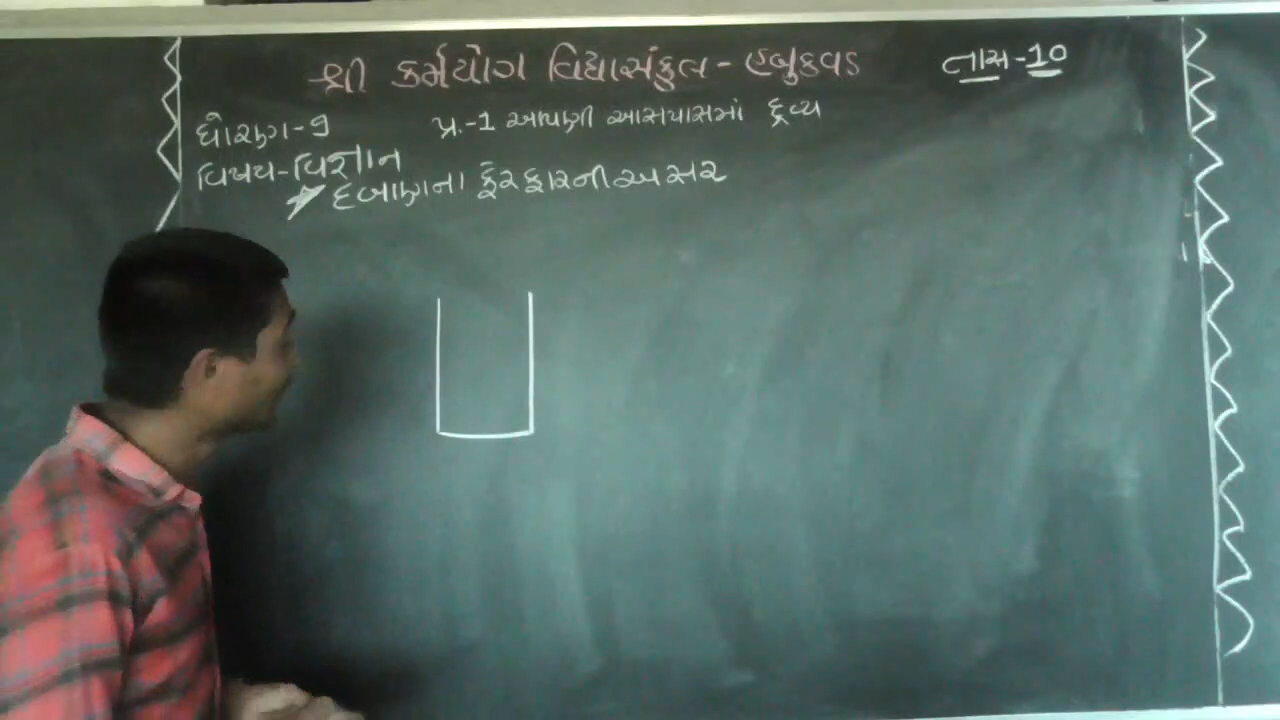 શ્રી કર્મયોગ વિદ્યાસંકુલ - હબુકવડ
તાસ - 10
ધોરણ - 9
પ્ર.-1 આપણી આસપાસમાં દ્રવ્ય
વિષય - વિજ્ઞાન
દબાણના ફેરફારની અસર